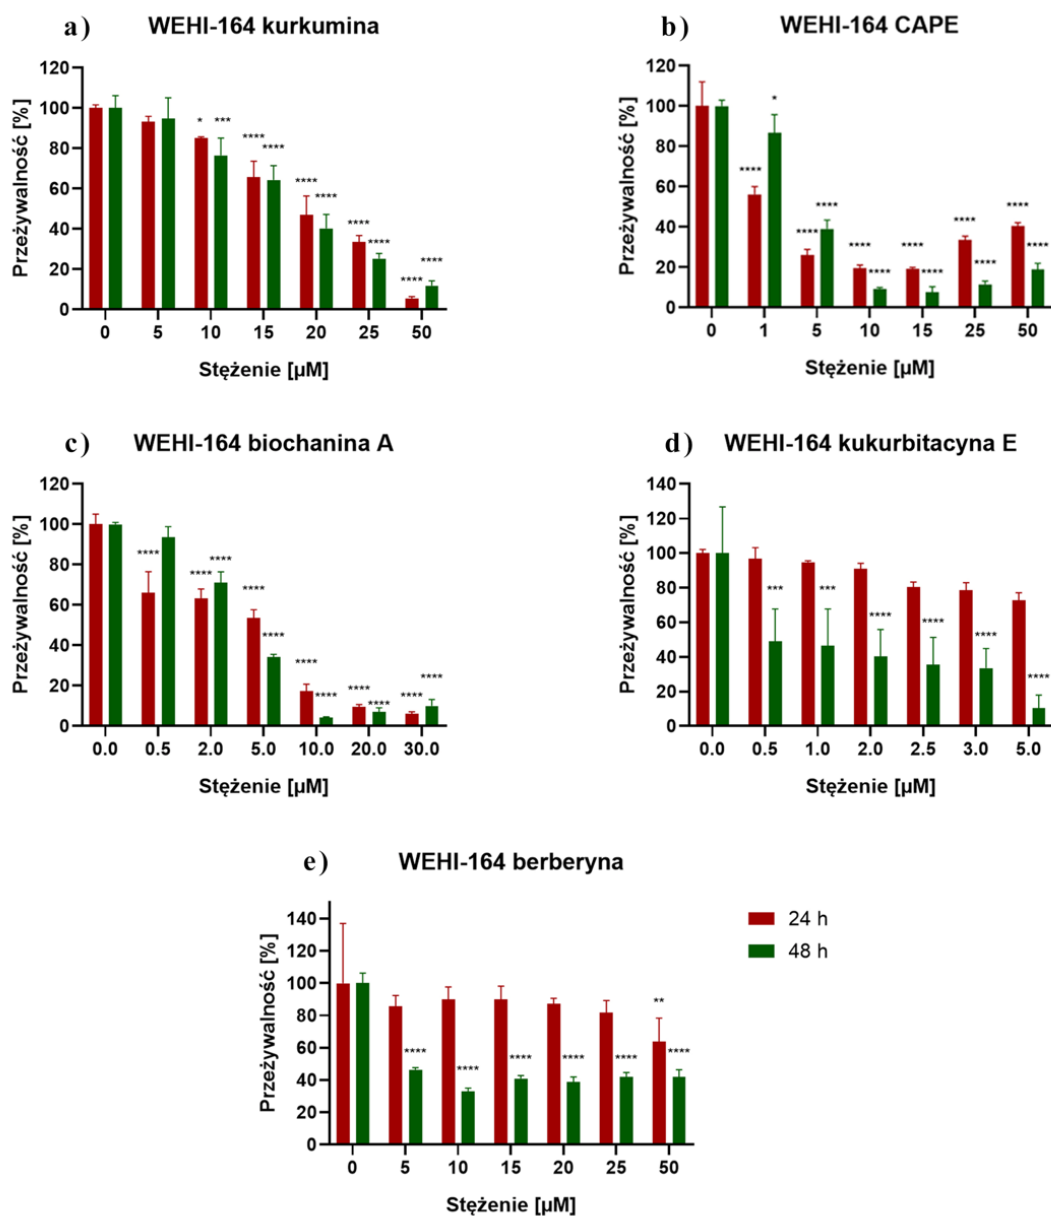 a) WEHI-164 kurkumina
Przeżywalność [%]
120
100
80
60
40
20
0
* *** **** **** **** **** **** **** **** ****
0 5 10 15 20 25 50
Stężenie [µM]
b) WEHI-164 CAPE
Przeżywalność [%]
120
100
80
60
40
20
0
**** * **** **** **** **** **** **** **** **** ****
0 1 5 10 15 25 50
Stężenie [µM]
c) WEHI-164 biochanina A
Przeżywalność [%]
120
100
80
60
40
20
0
**** **** **** **** **** **** **** **** **** **** ****
0.0 0.5 2.0 5.0 10.0 20.0 30.0
Stężenie [µM]
d) WEHI-164 kukurbitacyna E
Przeżywalność [%]
140
120
100
80
60
40
20
0
*** *** **** **** **** ****
0.0 0.5 1.0 2.0 2.5 3.0 5.0
Stężenie [µM]
e) WEHI-164 berberyna
Przeżywalność [%]
140
120
100
80
60
40
20
0
**** **** **** **** **** ** ****
0 5 10 15 20 25 50
Stężenie [µM]
24 h
48 h